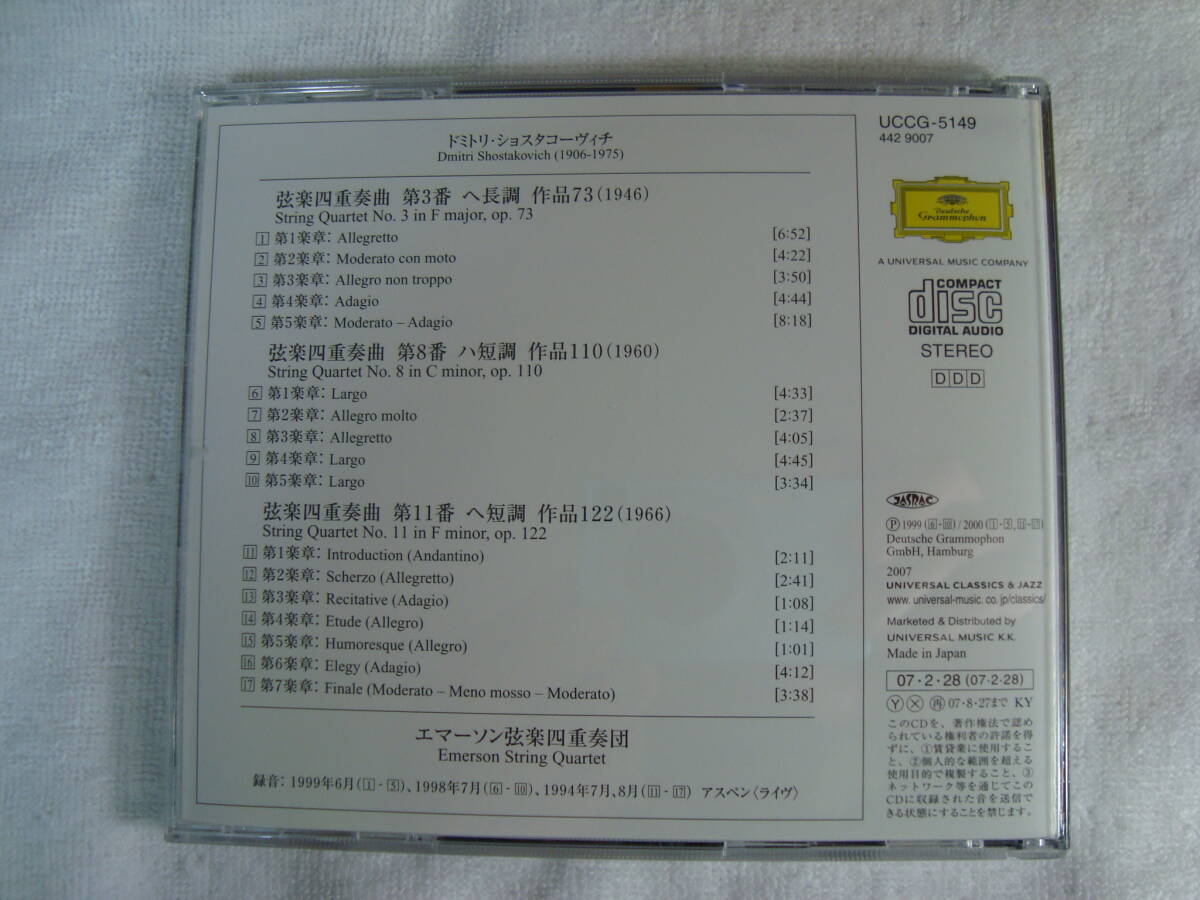 ドミトリ・ショスタコーヴィチ
Dmitri Shostakovich (1906-1975)
弦楽四重奏曲 第3番 ヘ長調 作品73(1946)
String Quartet No. 3 in F major, op. 73
1 第1楽章: Allegretto [6:52]
2 第2楽章: Moderato con moto [4:22]
3 第3楽章: Allegro non troppo [3:50]
4 第4楽章: Adagio [4:44]
5 第5楽章: Moderato – Adagio [8:18]
弦楽四重奏曲 第8番 ハ短調 作品110(1960)
String Quartet No. 8 in C minor, op. 110
6 第1楽章: Largo [4:33]
7 第2楽章: Allegro molto [2:37]
8 第3楽章: Allegretto [4:05]
9 第4楽章: Largo [4:45]
10 第5楽章: Largo [3:34]
弦楽四重奏曲 第11番 ヘ短調 作品122(1966)
String Quartet No. 11 in F minor, op. 122
11 第1楽章: Introduction (Andantino) [2:11]
12 第2楽章: Scherzo (Allegretto) [2:41]
13 第3楽章: Recitative (Adagio) [1:08]
14 第4楽章: Etude (Allegro) [1:14]
15 第5楽章: Humoresque (Allegro) [1:01]
16 第6楽章: Elegy (Adagio) [4:12]
17 第7楽章: Finale (Moderato – Meno mosso – Moderato) [3:38]
エマーソン弦楽四重奏団
Emerson String Quartet
録音: 1999年6月(1 - 5)、1998年7月(6 - 10)、1994年7月、8月(11 - 17) アスペン〈ライヴ〉
UCCG-5149
442 9007
Deutsche
Grammophon
A UNIVERSAL MUSIC COMPANY
COMPACT
disc
DIGITAL AUDIO
STEREO
DDD
JASRAC
℗ 1999 (6 - 10) / 2000 (1 - 5, 11 - 17)
Deutsche Grammophon
GmbH, Hamburg
2007
UNIVERSAL CLASSICS & JAZZ
www. universal-music. co. jp/classics/
Marketed & Distributed by
UNIVERSAL MUSIC K.K.
Made in Japan
07・2・28 (07・2・28)
Ⓨ Ⓧ 再 07・8・27まで KY
このCDを、著作権法で認め
られている権利者の許諾を得
ずに、①賃貸業に使用するこ
と、②個人的な範囲を超える
使用目的で複製すること、③
ネットワーク等を通じてこの
CDに収録された音を送信で
きる状態にすることを禁じます。